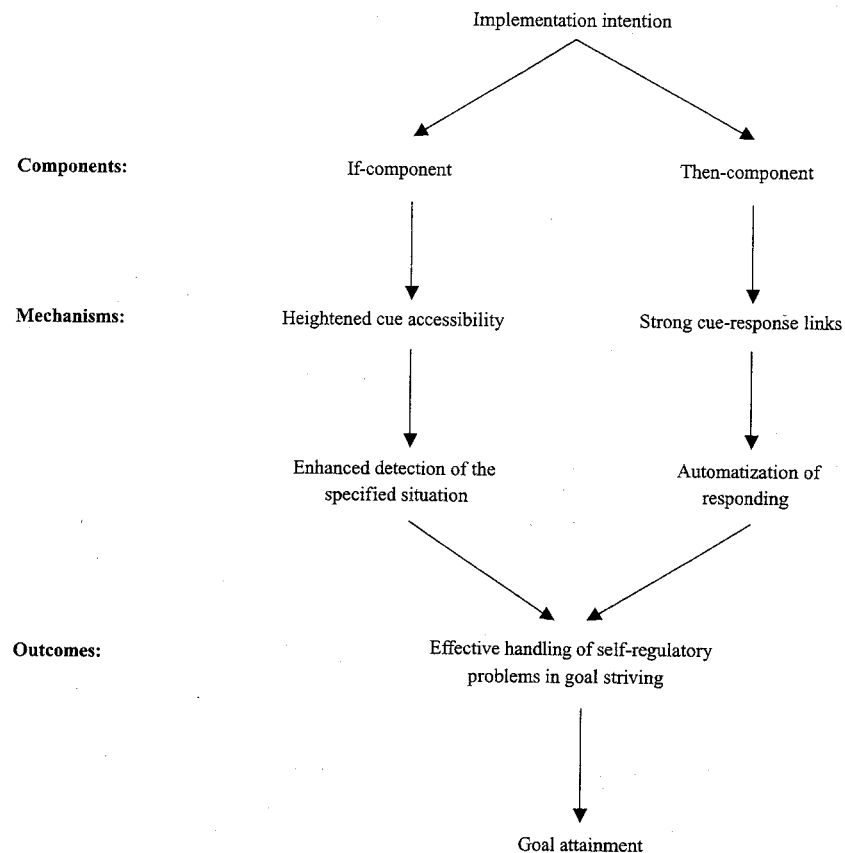 Implementation intention
Components:
If-component
Then-component
Mechanisms:
Heightened cue accessibility
Strong cue-response links
Enhanced detection of the
specified situation
Automatization of
responding
Outcomes:
Effective handling of self-regulatory
problems in goal striving
Goal attainment